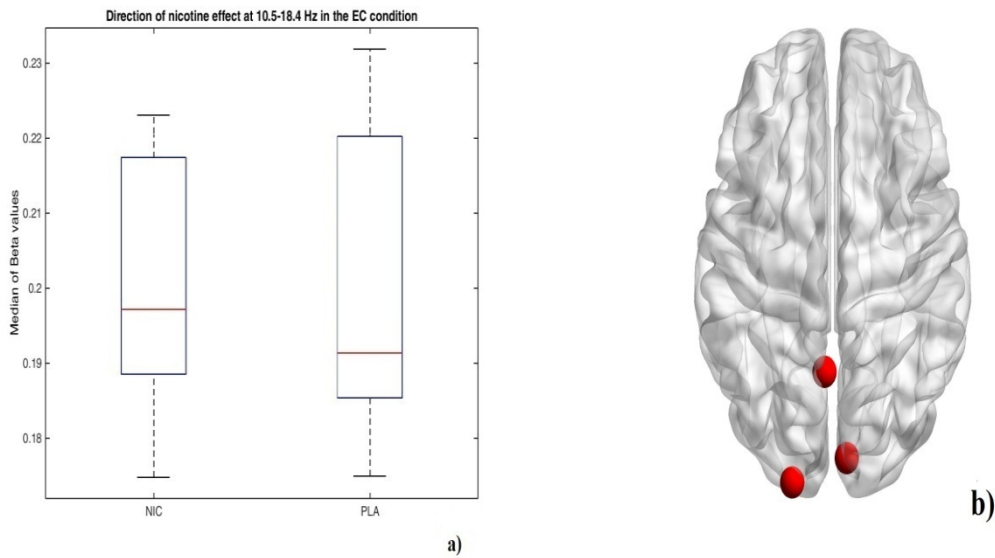 Direction of nicotine effect at 10.5-18.4 Hz in the EC condition
Median of Beta values
0.23
0.22
0.21
0.2
0.19
0.18
NIC PLA
a)
b)